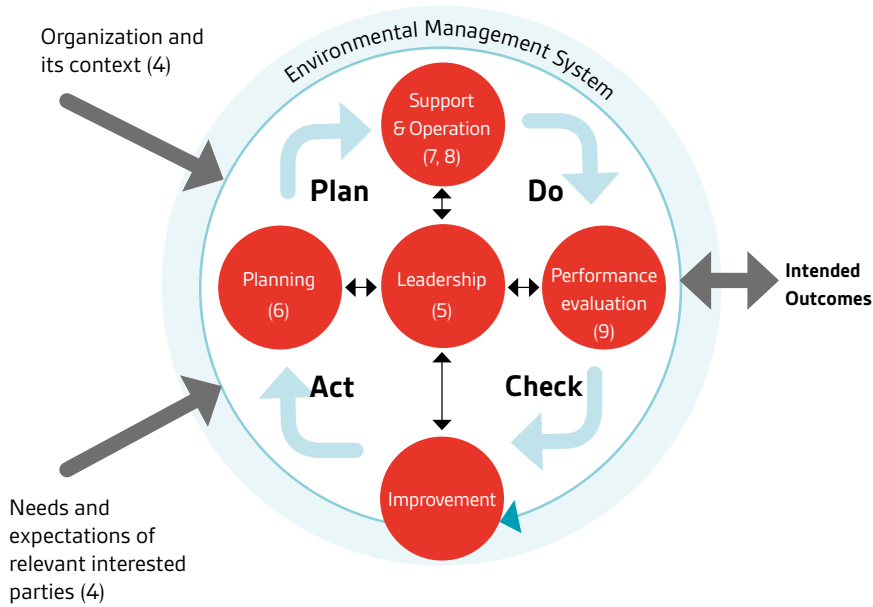 Organization and
its context (4)
Environmental Management System
Support
& Operation
(7, 8)
Plan
Do
Planning
(6)
Leadership
(5)
Performance
evaluation
(9)
Intended
Outcomes
Act
Check
Improvement
Needs and
expectations of
relevant interested
parties (4)